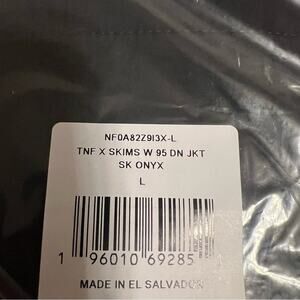 NF0A82Z9I3X-L
TNF X SKIMS W 95 DN JKT
SK ONYX
L
1 96010 69285
MADE IN EL SALVADOR